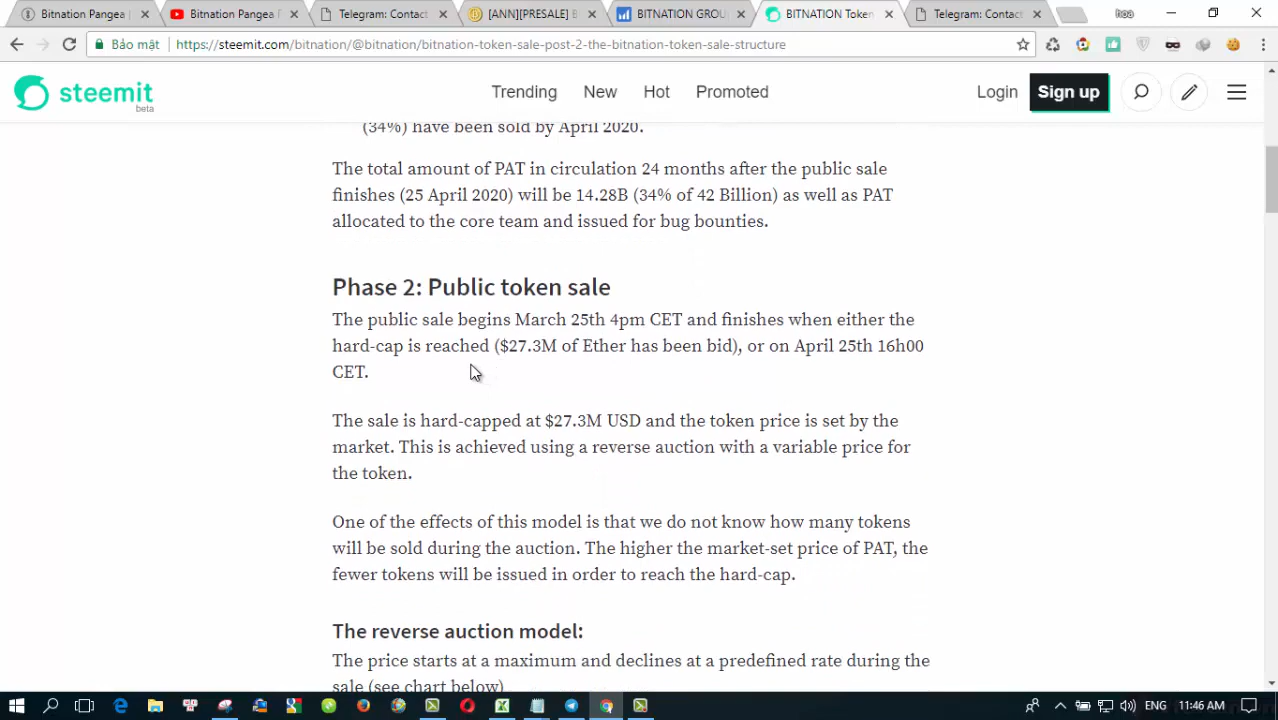 Bitnation Pangea
Bitnation Pangea P
Telegram: Contact
[ANN][PRESALE] B
BITNATION GROU
BITNATION Token
Telegram: Contact
hoa
Bảo mật
https://steemit.com/bitnation/@bitnation/bitnation-token-sale-post-2-the-bitnation-token-sale-structure
steemit
beta
Trending
New
Hot
Promoted
Login
Sign up
(34%) have been sold by April 2020.
The total amount of PAT in circulation 24 months after the public sale
finishes (25 April 2020) will be 14.28B (34% of 42 Billion) as well as PAT
allocated to the core team and issued for bug bounties.
Phase 2: Public token sale
The public sale begins March 25th 4pm CET and finishes when either the
hard-cap is reached ($27.3M of Ether has been bid), or on April 25th 16h00
CET.
The sale is hard-capped at $27.3M USD and the token price is set by the
market. This is achieved using a reverse auction with a variable price for
the token.
One of the effects of this model is that we do not know how many tokens
will be sold during the auction. The higher the market-set price of PAT, the
fewer tokens will be issued in order to reach the hard-cap.
The reverse auction model:
The price starts at a maximum and declines at a predefined rate during the
sale (see chart below)
ENG
11:46 AM